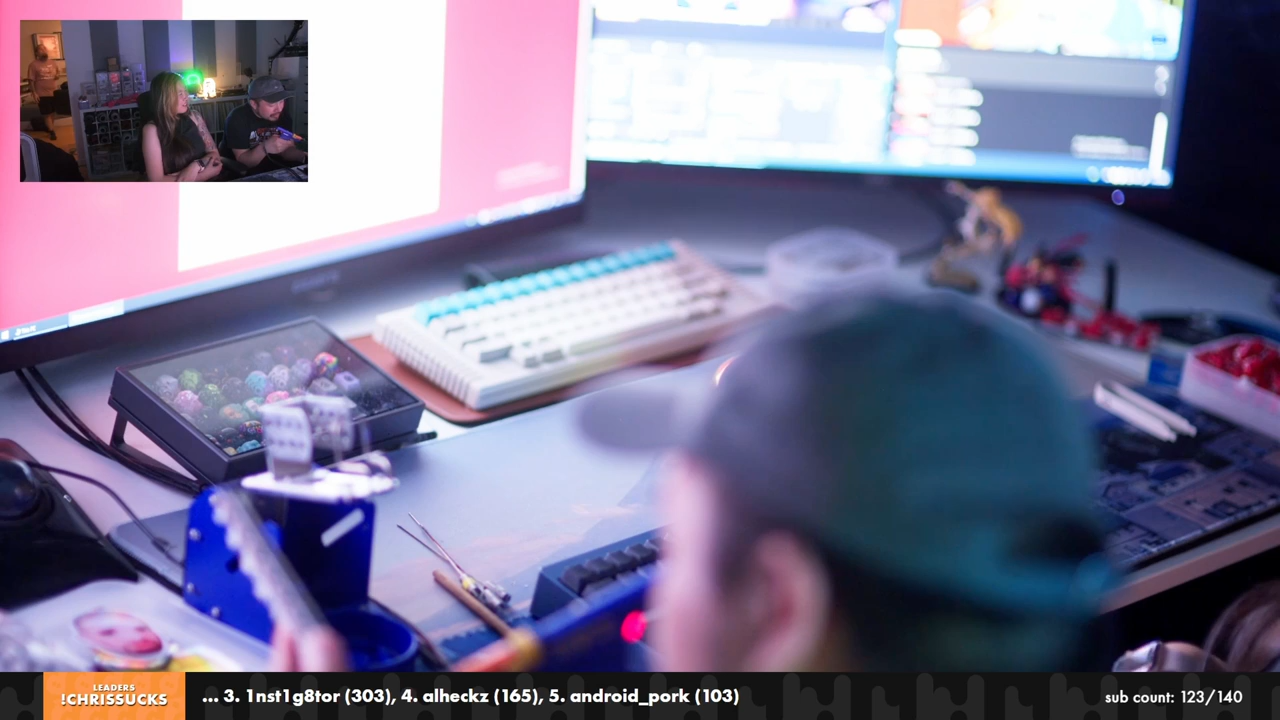 LEADERS
!CHRISSUCKS
... 3. 1nst1g8tor (303), 4. alheckz (165), 5. android_pork (103)
sub count: 123/140